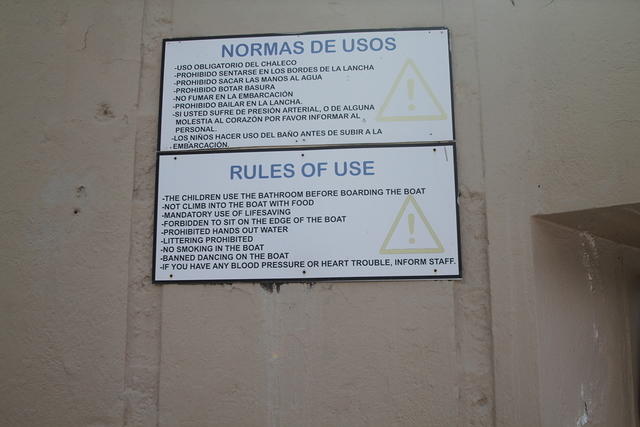 NORMAS DE USOS
-USO OBLIGATORIO DEL CHALECO
-PROHIBIDO SENTARSE EN LOS BORDES DE LA LANCHA
-PROHIBIDO SACAR LAS MANOS AL AGUA
-PROHIBIDO BOTAR BASURA
-NO FUMAR EN LA EMBARCACIÓN
-PROHIBIDO BAILAR EN LA LANCHA.
-SI USTED SUFRE DE PRESIÓN ARTERIAL, O DE ALGUNA
MOLESTIA AL CORAZÓN POR FAVOR INFORMAR AL
PERSONAL.
-LOS NIÑOS HACER USO DEL BAÑO ANTES DE SUBIR A LA
EMBARCACIÓN.
RULES OF USE
-THE CHILDREN USE THE BATHROOM BEFORE BOARDING THE BOAT
-NOT CLIMB INTO THE BOAT WITH FOOD
-MANDATORY USE OF LIFESAVING
-FORBIDDEN TO SIT ON THE EDGE OF THE BOAT
-PROHIBITED HANDS OUT WATER
-LITTERING PROHIBITED
-NO SMOKING IN THE BOAT
-BANNED DANCING ON THE BOAT
-IF YOU HAVE ANY BLOOD PRESSURE OR HEART TROUBLE, INFORM STAFF.